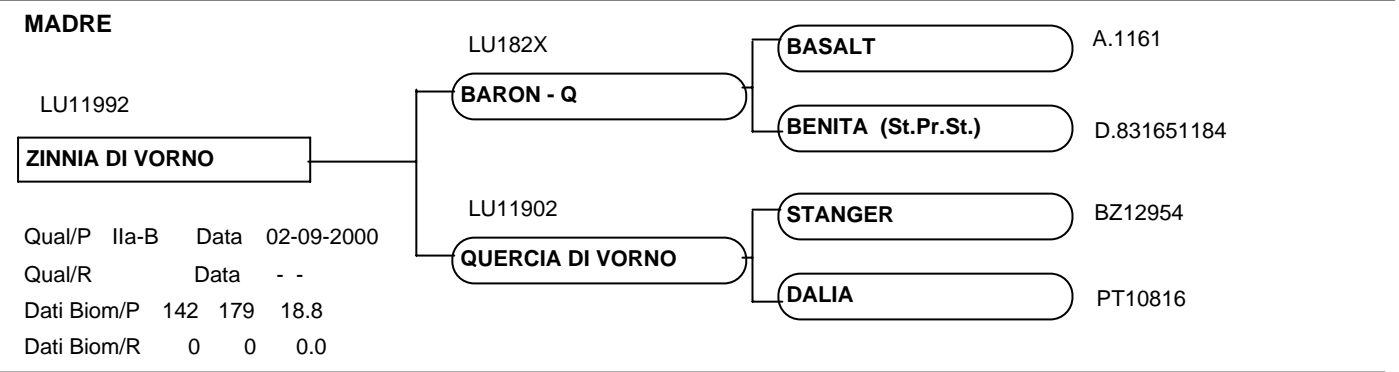 MADRE
LU11992
ZINNIA DI VORNO
Qual/P IIa-B Data 02-09-2000
Qual/R Data - -
Dati Biom/P 142 179 18.8
Dati Biom/R 0 0 0.0
LU182X
BARON - Q
LU11902
QUERCIA DI VORNO
BASALT A.1161
BENITA (St.Pr.St.) D.831651184
STANGER BZ12954
DALIA PT10816